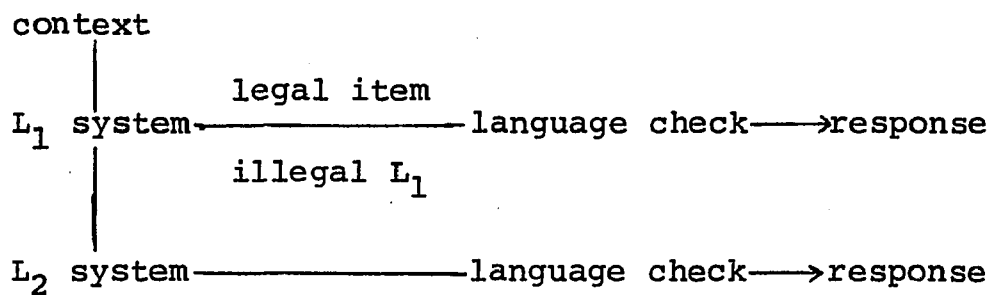 context
legal item
L₁ system language check→response
illegal L₁
L₂ system language check→response